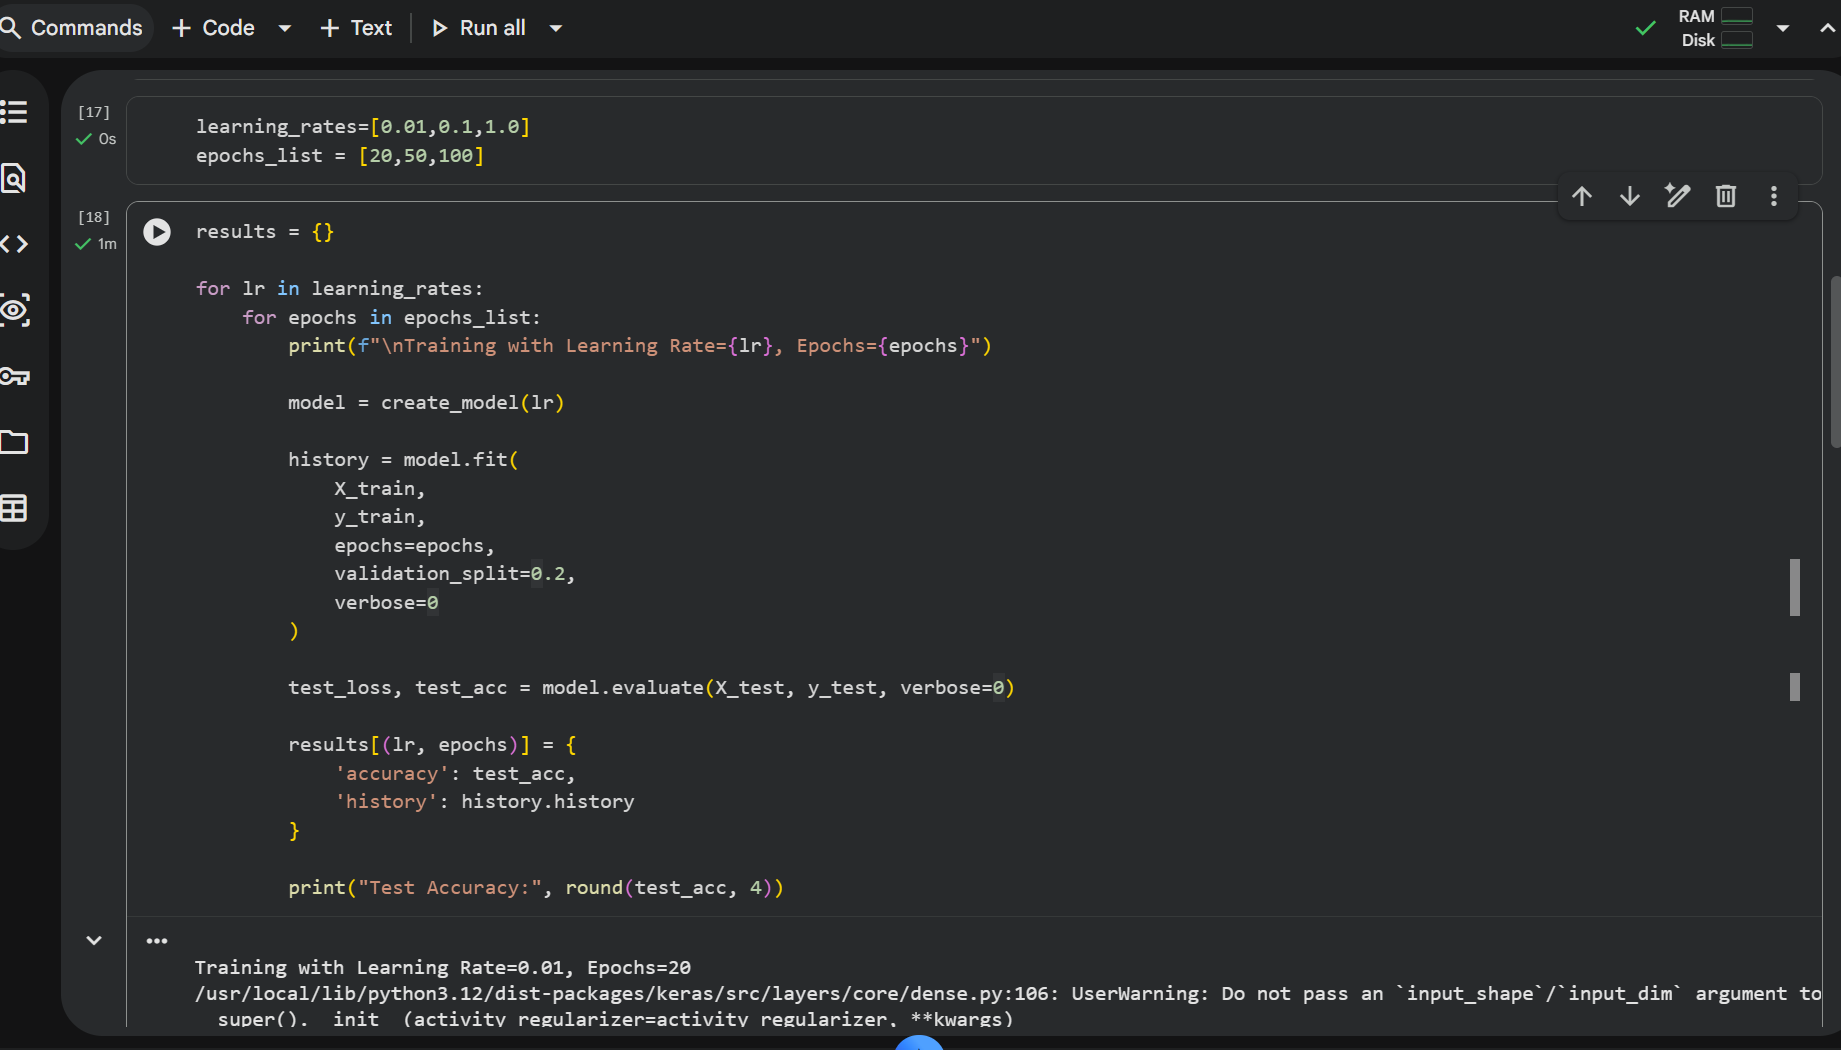 Commands + Code + Text Run all
RAM
Disk
[17]
0s
learning_rates=[0.01,0.1,1.0]
epochs_list = [20,50,100]
[18]
1m
results = {}
for lr in learning_rates:
    for epochs in epochs_list:
        print(f"\nTraining with Learning Rate={lr}, Epochs={epochs}")
        model = create_model(lr)
        history = model.fit(
            X_train,
            y_train,
            epochs=epochs,
            validation_split=0.2,
            verbose=0
        )
        test_loss, test_acc = model.evaluate(X_test, y_test, verbose=0)
        results[(lr, epochs)] = {
            'accuracy': test_acc,
            'history': history.history
        }
        print("Test Accuracy:", round(test_acc, 4))
Training with Learning Rate=0.01, Epochs=20
/usr/local/lib/python3.12/dist-packages/keras/src/layers/core/dense.py:106: UserWarning: Do not pass an `input_shape`/`input_dim` argument to
  super().__init__(activity_regularizer=activity_regularizer, **kwargs)